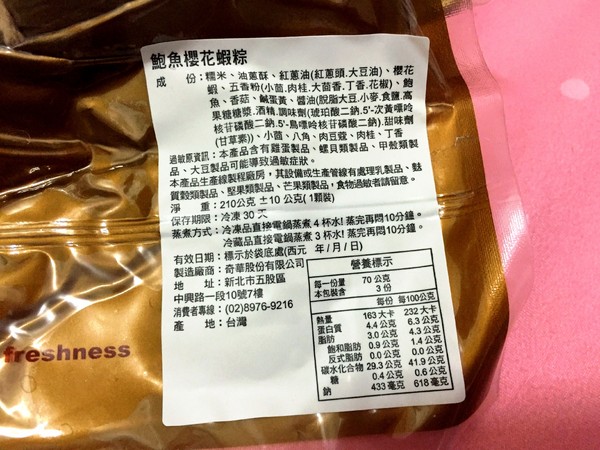 鮑魚櫻花蝦粽
成　份:糯米、油蔥酥、紅蔥油(紅蔥頭.大豆油)、櫻花
蝦、五香粉(小茴.肉桂.大茴香.丁香.花椒)、鮑
魚、香菇、鹹蛋黃、醬油(脫脂大豆.小麥.食鹽.高
果糖糖漿.酒精.調味劑(琥珀酸二鈉.5'-次黃嘌呤
核苷磷酸二鈉.5'-鳥嘌呤核苷磷酸二鈉).甜味劑
(甘草素))、小茴、八角、肉豆蔻、肉桂、丁香
過敏原資訊：本產品含有雞蛋製品、螺貝類製品、甲殼類製
品、大豆製品可能導致過敏症狀。
本產品生產線製程廠房，其設備或生產管線有處理乳製品、麩
質穀類製品、堅果類製品、芒果類製品，食物過敏者請留意。
淨　重:210公克 ±10 公克(1顆裝)
保存期限：冷凍 30 天
蒸煮方式：冷凍品直接電鍋蒸煮 4 杯水! 蒸完再悶10分鐘。
冷藏品直接電鍋蒸煮 3 杯水! 蒸完再悶10分鐘。
有效日期：標示於袋底處(西元 年/月/日)
製造廠商：奇華股份有限公司
地　址：新北市五股區
中興路一段10號7樓
消費者專線：(02)8976-9216
產　地：台灣
營養標示
每一份量 70 公克
本包裝含 3 份
每份 每100公克
熱量 163 大卡 232 大卡
蛋白質 4.4 公克 6.3 公克
脂肪 3.0 公克 4.3 公克
飽和脂肪 0.9 公克 1.4 公克
反式脂肪 0.0 公克 0.0 公克
碳水化合物 29.3 公克 41.9 公克
糖 0.4 公克 0.6 公克
鈉 433 毫克 618 毫克
freshness